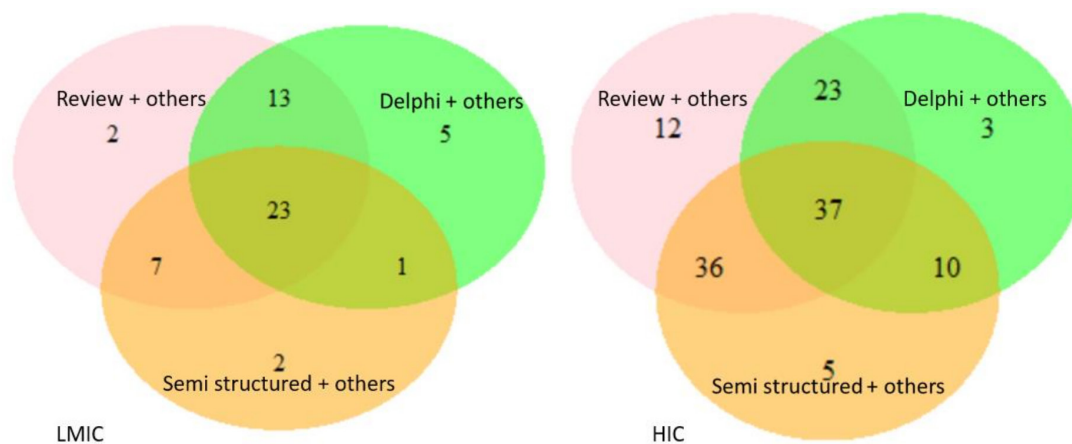 Review + others
13
Delphi + others
2
5
23
7
1
2
Semi structured + others
LMIC
Review + others
23
Delphi + others
12
3
37
36
10
5
Semi structured + others
HIC